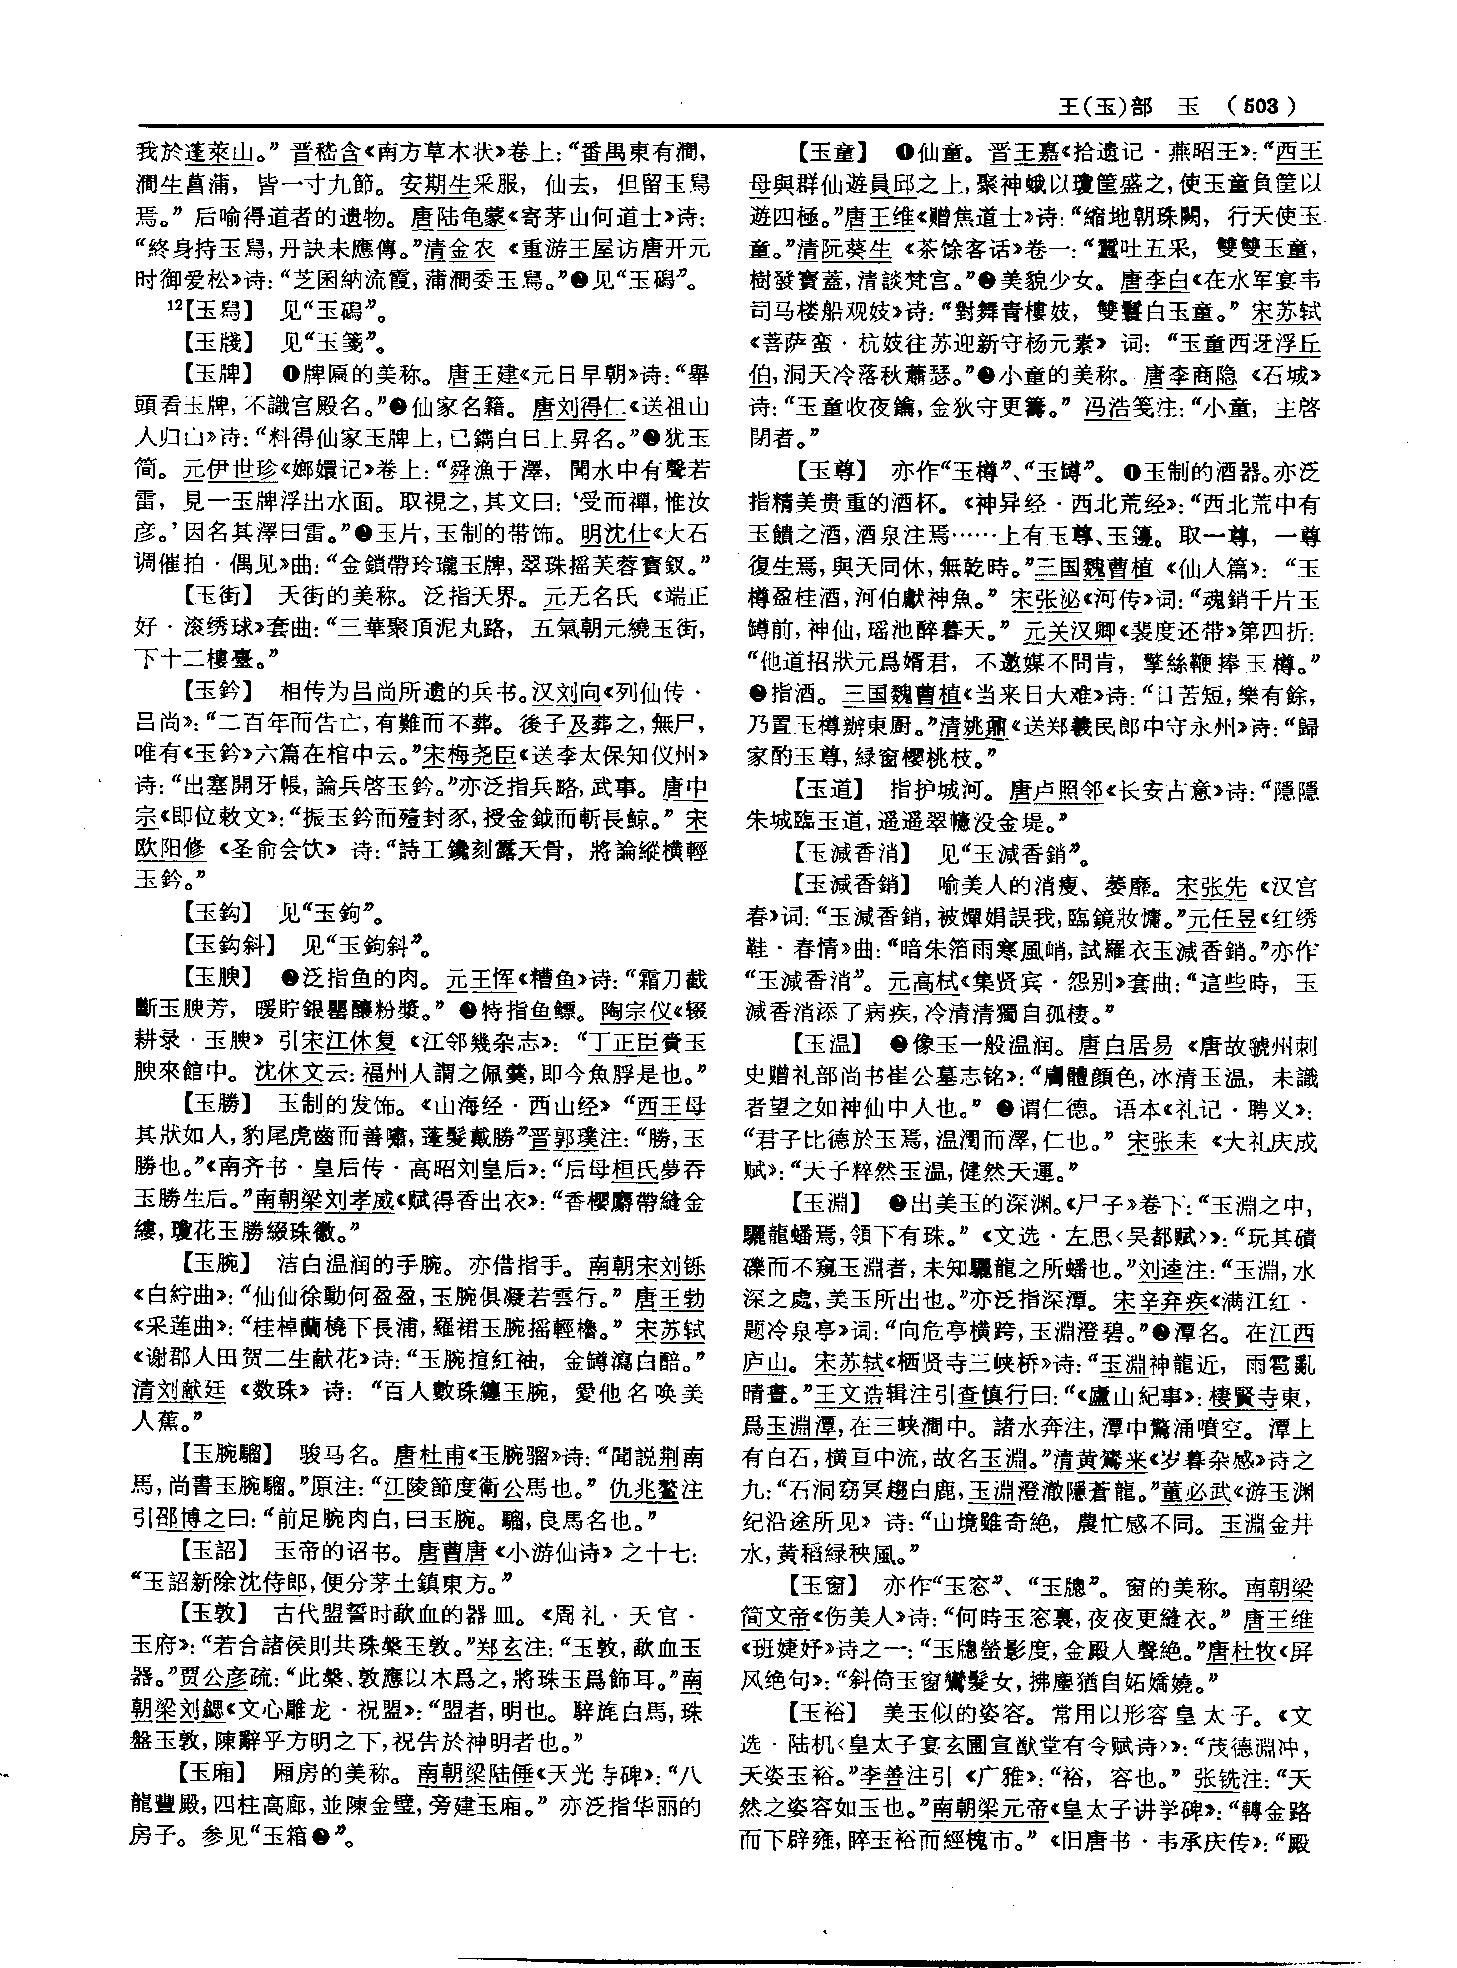 王(玉)部 玉 (503)
我於蓬萊山。”晋嵇含《南方草木状》卷上：“番禺東有澗，
澗生菖蒲，皆一寸九節。安期生采服，仙去，但留玉舄
焉。”后喻得道者的遗物。唐陆龟蒙《寄茅山何道士》诗：
“終身持玉舄，丹訣未應傳。”清金农《重游王屋访唐开元
时御爱松》诗：“芝困納流霞，蒲澗委玉舄。”❷见“玉碣”。
12【玉舄】 见“玉碣”。
【玉牋】 见“玉箋”。
【玉牌】 ❶牌匾的美称。唐王建《元日早朝》诗：“舉
頭看玉牌，不識宫殿名。”❷仙家名籍。唐刘得仁《送祖山
人归山》诗：“料得仙家玉牌上，已鐫白日上昇名。”❸犹玉
简。元伊世珍《嫏嬛记》卷上：“舜漁于澤，聞水中有聲若
雷，見一玉牌浮出水面。取視之，其文曰：‘受而禪，惟汝
彦。’因名其澤曰雷。”❹玉片，玉制的带饰。明沈仕《大石
调催拍·偶见》曲：“金鎖帶玲瓏玉牌，翠珠摇芙蓉寶釵。”
【玉街】 天街的美称。泛指天界。元无名氏《端正
好·滚绣球》套曲：“三華聚頂泥丸路，五氣朝元繞玉街，
下十二樓臺。”
【玉鈐】 相传为吕尚所遗的兵书。汉刘向《列仙传·
吕尚》：“二百年而告亡，有難而不葬。後子及葬之，無尸，
唯有《玉鈐》六篇在棺中云。”宋梅尧臣《送李太保知仪州》
诗：“出塞開牙帳，論兵啓玉鈐。”亦泛指兵略，武事。唐中
宗《即位敕文》：“振玉鈐而殪封豕，授金鉞而斬長鯨。”宋
欧阳修《圣俞会饮》诗：“詩工鑱刻露天骨，將論縱横輕
玉鈐。”
【玉鈎】 见“玉鉤”。
【玉鈎斜】 见“玉鉤斜”。
【玉腴】 ❶泛指鱼的肉。元王恽《糟鱼》诗：“霜刀截
斷玉腴芳，暖貯銀罌釀粉漿。”❷特指鱼鳔。陶宗仪《辍
耕录·玉腴》引宋江休复《江邻幾杂志》：“丁正臣賫玉
腴來館中。沈休文云：福州人謂之佩羹，即今魚脬是也。”
【玉勝】 玉制的发饰。《山海经·西山经》“西王母
其狀如人，豹尾虎齒而善嘯，蓬髮戴勝”晋郭璞注：“勝，玉
勝也。”《南齐书·皇后传·高昭刘皇后》：“后母桓氏夢吞
玉勝生后。”南朝梁刘孝威《赋得香出衣》：“香纓麝帶縫金
縷，瓊花玉勝綴珠徽。”
【玉腕】 洁白温润的手腕。亦借指手。南朝宋刘铄
《白紵曲》：“仙仙徐動何盈盈，玉腕俱凝若雲行。”唐王勃
《采莲曲》：“桂棹蘭橈下長浦，羅裙玉腕摇輕櫓。”宋苏轼
《谢郡人田贺二生献花》诗：“玉腕揎紅袖，金罇瀉白醅。”
清刘献廷《数珠》诗：“百人數珠纏玉腕，愛他名唤美
人蕉。”
【玉腕騮】 骏马名。唐杜甫《玉腕骝》诗：“聞説荆南
馬，尚書玉腕騮。”原注：“江陵節度衛公馬也。”仇兆鳌注
引邵博之曰：“前足腕肉白，曰玉腕。騮，良馬名也。”
【玉詔】 玉帝的诏书。唐曹唐《小游仙诗》之十七：
“玉詔新除沈侍郎，便分茅土鎮東方。”
【玉敦】 古代盟誓时歃血的器皿。《周礼·天官·
玉府》：“若合諸侯則共珠槃玉敦。”郑玄注：“玉敦，歃血玉
器。”贾公彦疏：“此槃、敦應以木爲之，將珠玉爲飾耳。”南
朝梁刘勰《文心雕龙·祝盟》：“盟者，明也。騂旄白馬，珠
盤玉敦，陳辭乎方明之下，祝告於神明者也。”
【玉廂】 厢房的美称。南朝梁陆倕《天光寺碑》：“八
龍豐殿，四柱高廊，並陳金璧，旁建玉廂。”亦泛指华丽的
房子。参见“玉箱❷”。
【玉童】 ❶仙童。晋王嘉《拾遗记·燕昭王》：“西王
母與群仙遊員邱之上，聚神蛾以瓊筐盛之，使玉童負筐以
遊四極。”唐王维《赠焦道士》诗：“縮地朝珠闕，行天使玉
童。”清阮葵生《茶馀客话》卷一：“蠶吐五采，雙雙玉童，
樹發寶蓋，清談梵宫。”❷美貌少女。唐李白《在水军宴韦
司马楼船观妓》诗：“對舞青樓妓，雙鬟白玉童。”宋苏轼
《菩萨蛮·杭妓往苏迎新守杨元素》词：“玉童西迓浮丘
伯，洞天冷落秋蕭瑟。”❸小童的美称。唐李商隐《石城》
诗：“玉童收夜鑰，金狄守更籌。”冯浩笺注：“小童，主啓
閉者。”
【玉尊】 亦作“玉樽”、“玉罇”。❶玉制的酒器。亦泛
指精美贵重的酒杯。《神异经·西北荒经》：“西北荒中有
玉饋之酒，酒泉注焉……上有玉尊、玉籩。取一尊，一尊
復生焉，與天同休，無乾時。”三国魏曹植《仙人篇》：“玉
樽盈桂酒，河伯獻神魚。”宋张泌《河传》词：“魂銷千片玉
罇前，神仙，瑶池醉暮天。”元关汉卿《裴度还带》第四折：
“他道招狀元爲婿君，不邀媒不問肯，擎絲鞭捧玉樽。”
❷指酒。三国魏曹植《当来日大难》诗：“日苦短，樂有餘，
乃置玉樽辦東厨。”清姚鼐《送郑羲民郎中守永州》诗：“歸
家酌玉尊，緑窗櫻桃枝。”
【玉道】 指护城河。唐卢照邻《长安古意》诗：“隱隱
朱城臨玉道，遥遥翠幰没金堤。”
【玉減香消】 见“玉減香銷”。
【玉減香銷】 喻美人的消瘦、萎靡。宋张先《汉宫
春》词：“玉減香銷，被嬋娟誤我，臨鏡妝慵。”元任昱《红绣
鞋·春情》曲：“暗朱箔雨寒風峭，試羅衣玉減香銷。”亦作
“玉減香消”。元高栻《集贤宾·怨别》套曲：“這些時，玉
減香消添了病疾，冷清清獨自孤棲。”
【玉温】 ❶像玉一般温润。唐白居易《唐故虢州刺
史赠礼部尚书崔公墓志铭》：“膚體顔色，冰清玉温，未識
者望之如神仙中人也。”❷谓仁德。语本《礼记·聘义》：
“君子比德於玉焉，温潤而澤，仁也。”宋张耒《大礼庆成
赋》：“天子粹然玉温，健然天運。”
【玉淵】 ❶出美玉的深渊。《尸子》卷下：“玉淵之中，
驪龍蟠焉，頷下有珠。”《文选·左思〈吴都赋〉》：“玩其磧
礫而不窺玉淵者，未知驪龍之所蟠也。”刘逵注：“玉淵，水
深之處，美玉所出也。”亦泛指深潭。宋辛弃疾《满江红·
题冷泉亭》词：“向危亭横跨，玉淵澄碧。”❷潭名。在江西
庐山。宋苏轼《栖贤寺三峡桥》诗：“玉淵神龍近，雨雹亂
晴晝。”王文诰辑注引查慎行曰：“《廬山紀事》：棲賢寺東，
爲玉淵潭，在三峽澗中。諸水奔注，潭中驚涌噴空。潭上
有白石，横亘中流，故名玉淵。”清黄鷟来《岁暮杂感》诗之
九：“石洞窈冥趨白鹿，玉淵澄澈隱蒼龍。”董必武《游玉渊
纪沿途所见》诗：“山境雖奇絶，農忙感不同。玉淵金井
水，黄稻緑秧風。”
【玉窗】 亦作“玉窓”、“玉牕”。窗的美称。南朝梁
简文帝《伤美人》诗：“何時玉窓裏，夜夜更縫衣。”唐王维
《班婕妤》诗之一：“玉牕螢影度，金殿人聲絶。”唐杜牧《屏
风绝句》：“斜倚玉窗鸞髮女，拂塵猶自妬嬌嬈。”
【玉裕】 美玉似的姿容。常用以形容皇太子。《文
选·陆机〈皇太子宴玄圃宣猷堂有令赋诗〉》：“茂德淵冲，
天姿玉裕。”李善注引《广雅》：“裕，容也。”张铣注：“天
然之姿容如玉也。”南朝梁元帝《皇太子讲学碑》：“轉金路
而下辟雍，睟玉裕而經槐市。”《旧唐书·韦承庆传》：“殿